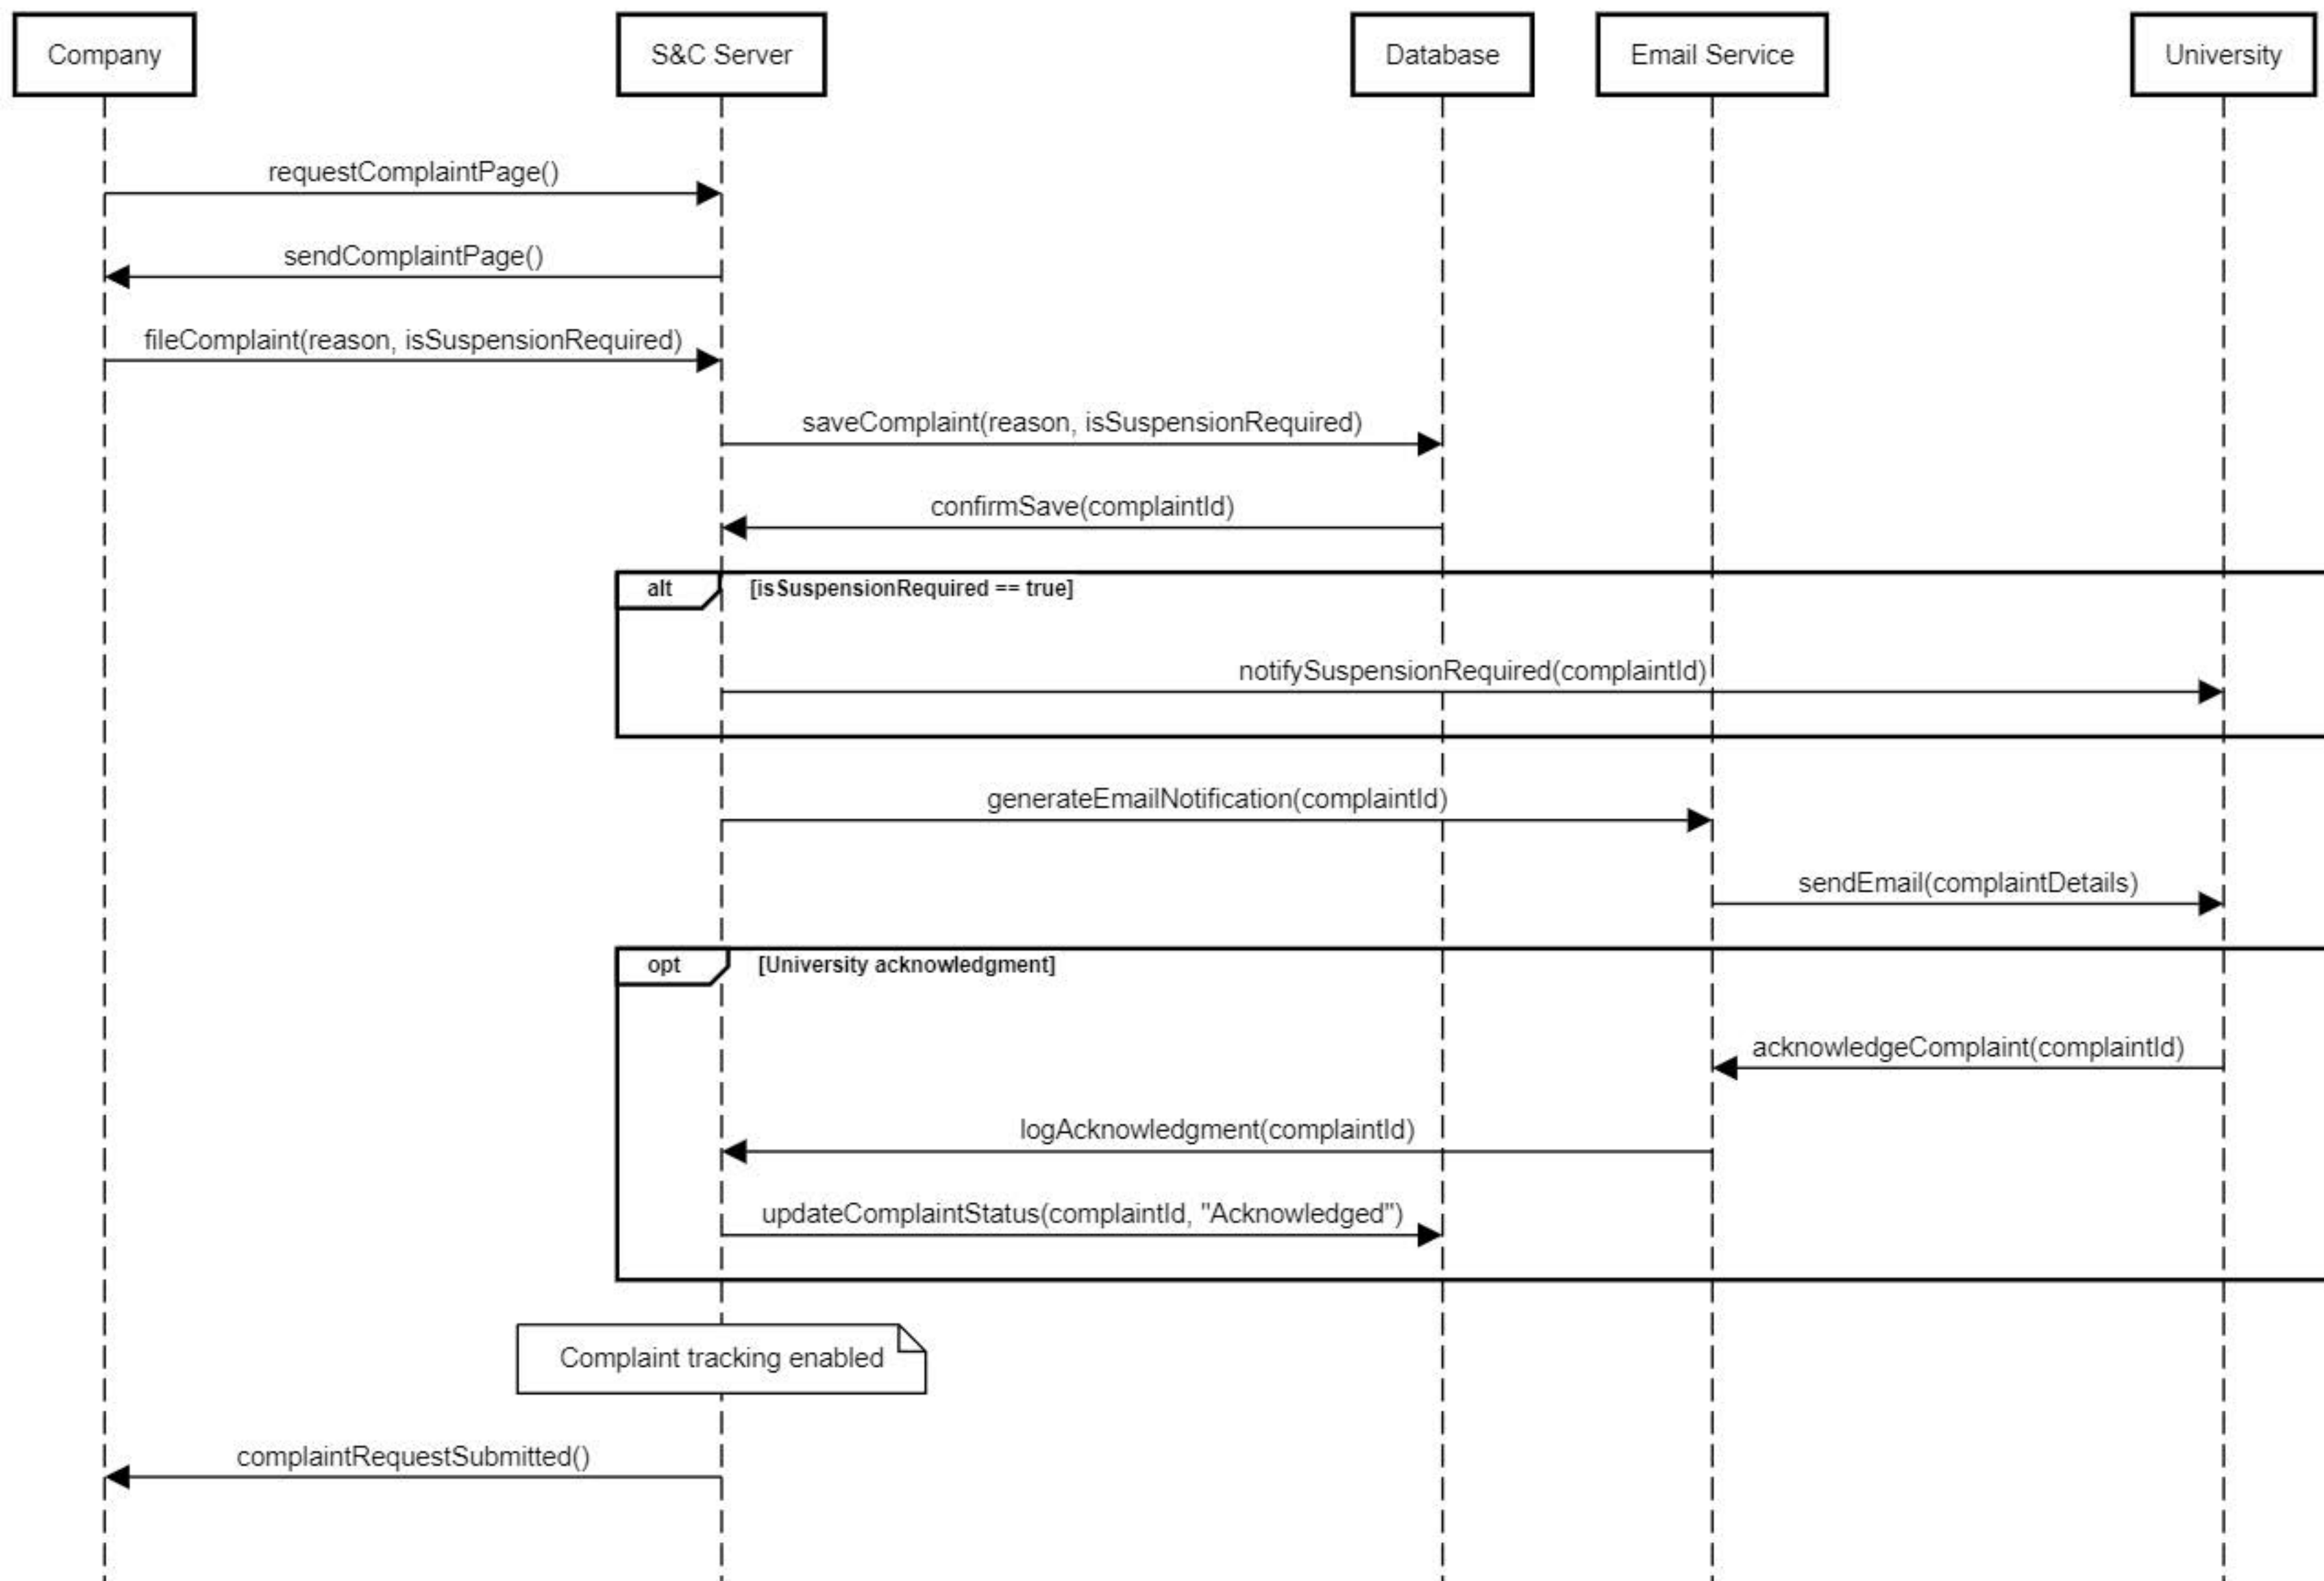 Company
S&C Server
Database
Email Service
University
requestComplaintPage()
sendComplaintPage()
fileComplaint(reason, isSuspensionRequired)
saveComplaint(reason, isSuspensionRequired)
confirmSave(complaintId)
alt
[isSuspensionRequired == true]
notifySuspensionRequired(complaintId)
generateEmailNotification(complaintId)
sendEmail(complaintDetails)
opt
[University acknowledgment]
acknowledgeComplaint(complaintId)
logAcknowledgment(complaintId)
updateComplaintStatus(complaintId, "Acknowledged")
Complaint tracking enabled
complaintRequestSubmitted()